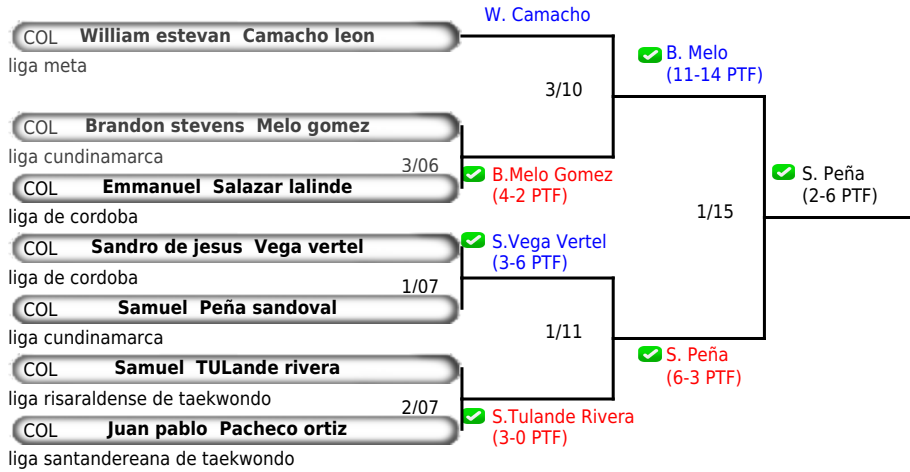 W. Camacho
COL William estevan Camacho leon
liga meta
B. Melo
(11-14 PTF)
3/10
COL Brandon stevens Melo gomez
liga cundinamarca
3/06
B.Melo Gomez
(4-2 PTF)
COL Emmanuel Salazar lalinde
liga de cordoba
S. Peña
(2-6 PTF)
1/15
COL Sandro de jesus Vega vertel
liga de cordoba
S.Vega Vertel
(3-6 PTF)
1/07
COL Samuel Peña sandoval
liga cundinamarca
1/11
S. Peña
(6-3 PTF)
COL Samuel TULande rivera
liga risaraldense de taekwondo
2/07
S.Tulande Rivera
(3-0 PTF)
COL Juan pablo Pacheco ortiz
liga santandereana de taekwondo